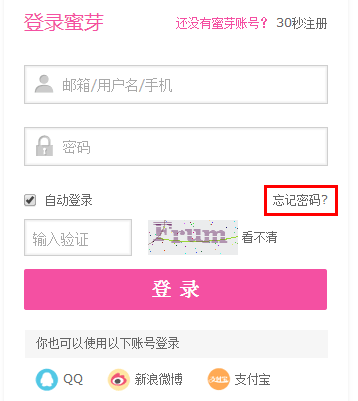 登录蜜芽 还没有蜜芽账号？ 30秒注册
邮箱/用户名/手机
密码
自动登录 忘记密码?
输入验证 Erum 看不清
登 录
你也可以使用以下账号登录
QQ 新浪微博 支付宝